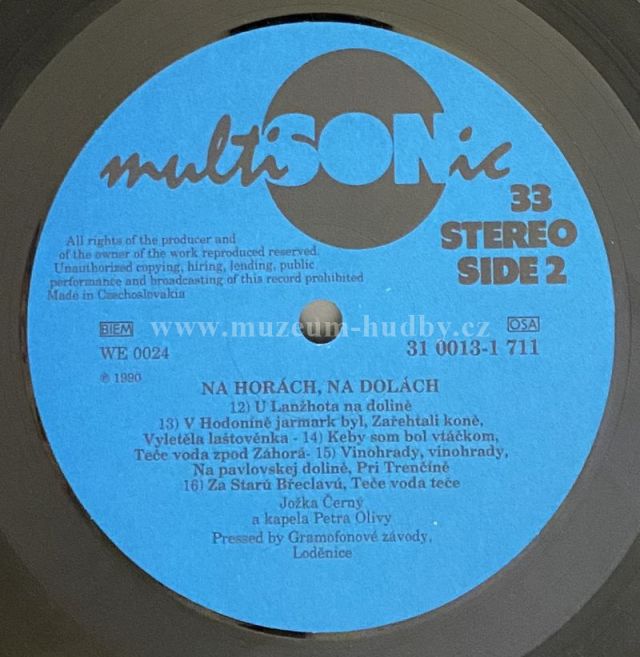 multiSONic
33
STEREO
SIDE 2
All rights of the producer and
of the owner of the work reproduced reserved.
Unauthorized copying, hiring, lending, public
performance and broadcasting of this record prohibited
Made in Czechoslovakia
www.muzeum-hudby.cz
BIEM
OSA
WE 0024
31 0013-1 711
℗ 1990
NA HORÁCH, NA DOLÁCH
12) U Lanžhota na dolině
13) V Hodoníně jarmark byl, Zařehtali koně,
Vyletěla laštověnka - 14) Keby som bol vtáčkom,
Teče voda zpod Záhorá- 15) Vinohrady, vinohrady,
Na pavlovskej dolině, Pri Trenčíně
16) Za Starú Břeclavú, Teče voda teče
Jožka Černý
a kapela Petra Olivy
Pressed by Gramofonové závody,
Loděnice